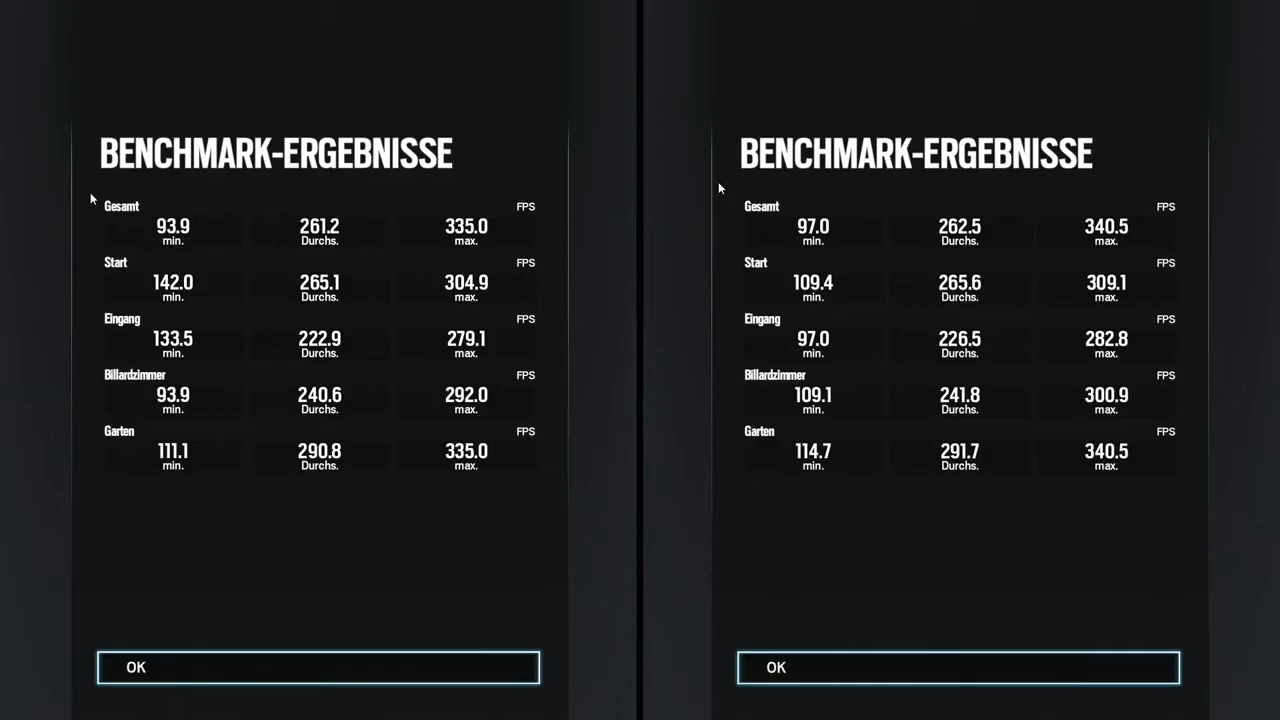 BENCHMARK-ERGEBNISSE
Gesamt FPS
93.9 261.2 335.0
min. Durchs. max.
Start FPS
142.0 265.1 304.9
min. Durchs. max.
Eingang FPS
133.5 222.9 279.1
min. Durchs. max.
Billardzimmer FPS
93.9 240.6 292.0
min. Durchs. max.
Garten FPS
111.1 290.8 335.0
min. Durchs. max.
OK
BENCHMARK-ERGEBNISSE
Gesamt FPS
97.0 262.5 340.5
min. Durchs. max.
Start FPS
109.4 265.6 309.1
min. Durchs. max.
Eingang FPS
97.0 226.5 282.8
min. Durchs. max.
Billardzimmer FPS
109.1 241.8 300.9
min. Durchs. max.
Garten FPS
114.7 291.7 340.5
min. Durchs. max.
OK